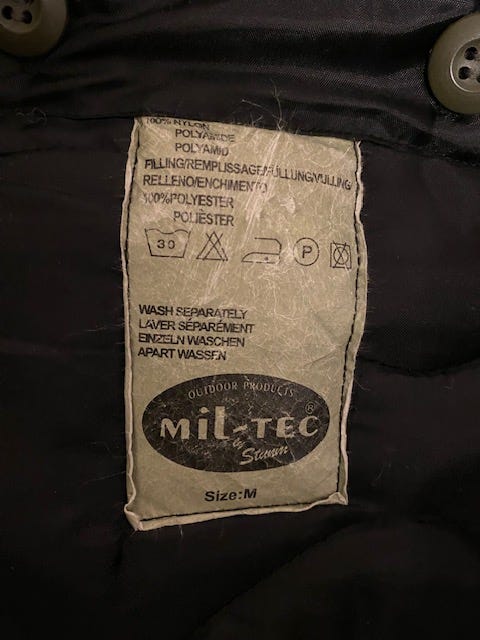 100% NYLON
POLYAMIDE
POLYAMID
FILLING/REMPLISSAGE/FÜLLUNG/VULLING
RELLENO/ENCHIMENTO
100%POLYESTER
POLIËSTER
30
P
WASH SEPARATELY
LAVER SÉPARÉMENT
EINZELN WASCHEN
APART WASSEN
OUTDOOR PRODUCTS
MIL-TEC®
by
Sturm
Size:M